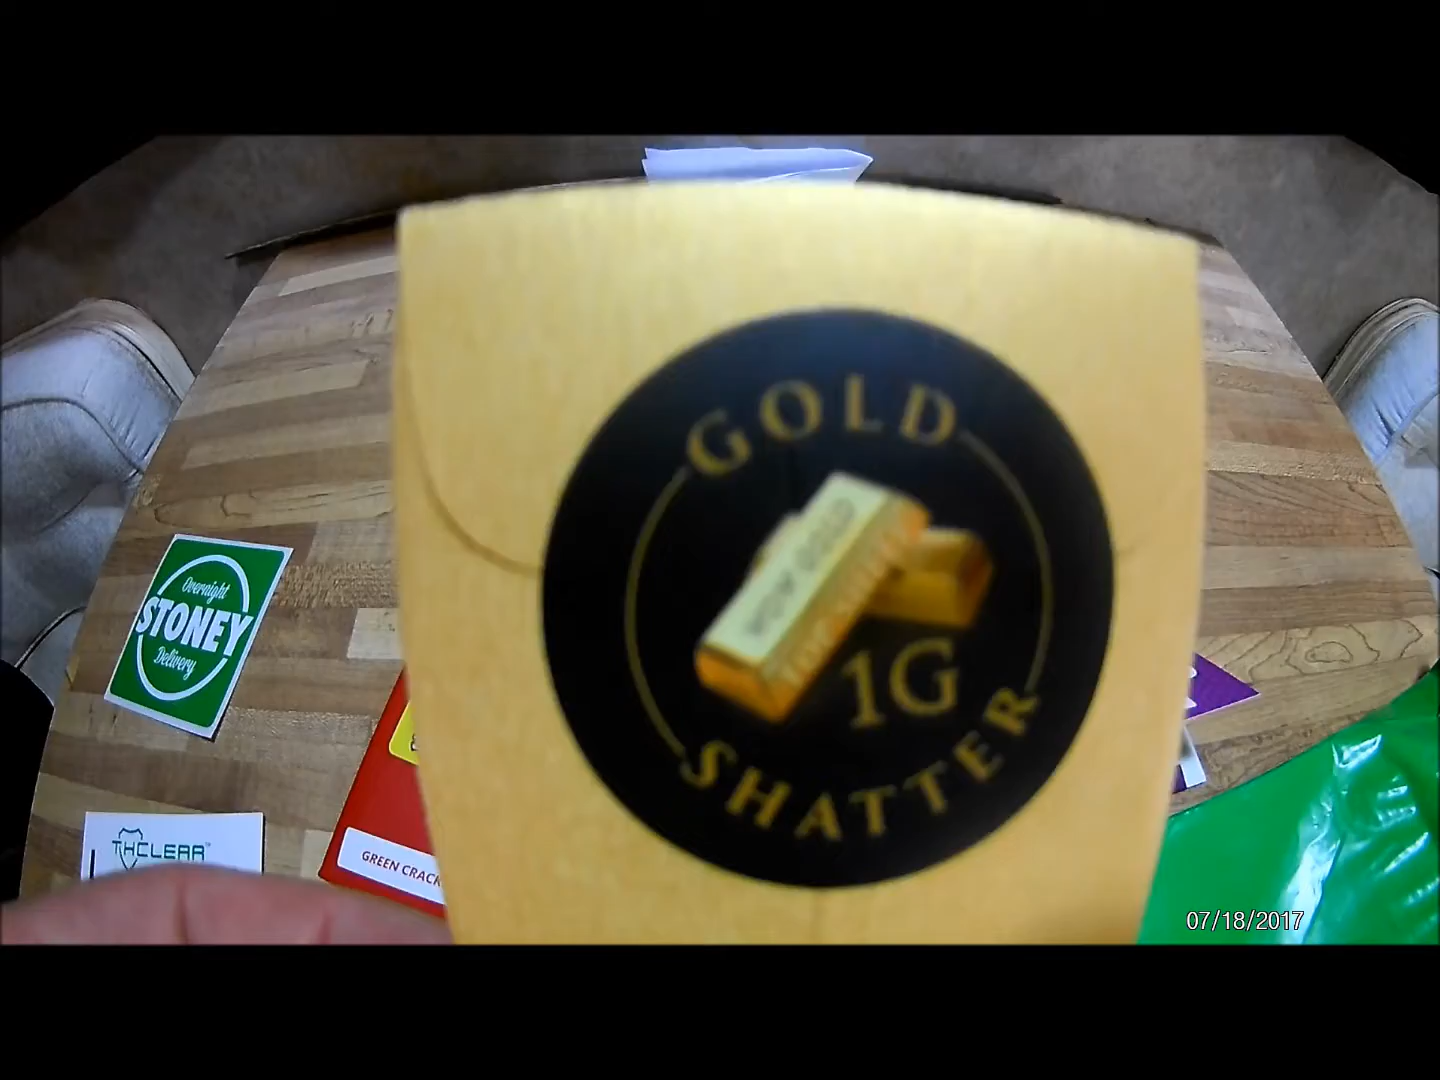 GOLD
1G
SHATTER
Overnight
STONEY
Delivery
THCLEAR
GREEN CRACK
07/18/2017